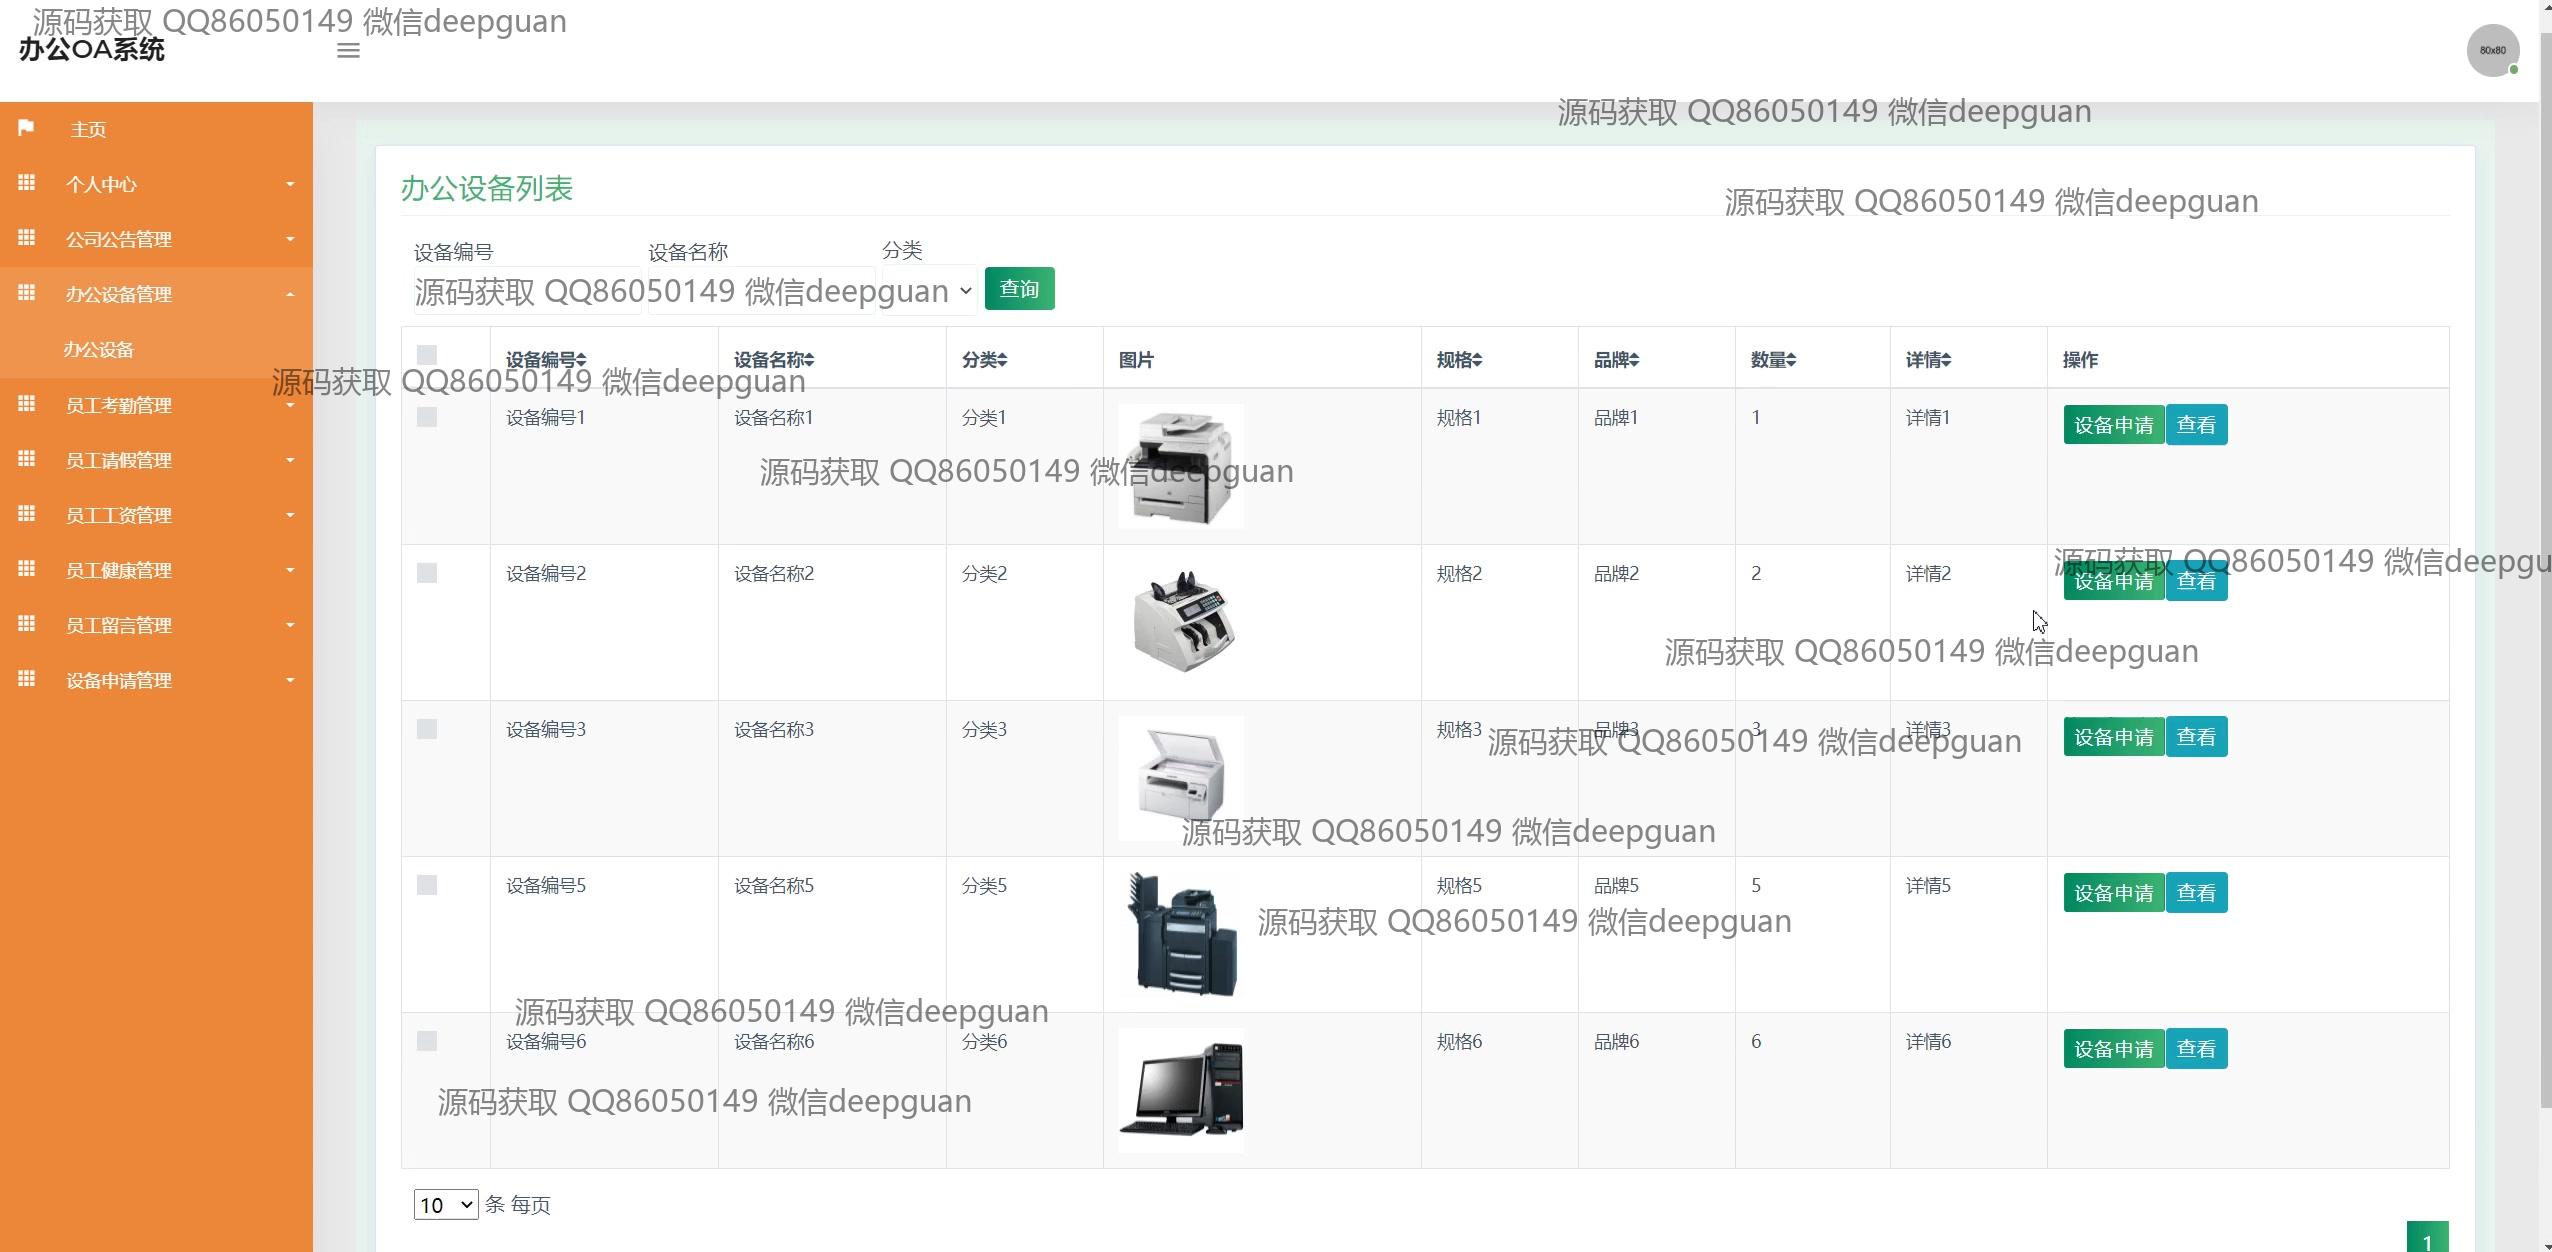 源码获取 QQ86050149 微信deepguan
办公OA系统
80x80
源码获取 QQ86050149 微信deepguan
主页
个人中心
公司公告管理
办公设备管理
办公设备
员工考勤管理
员工请假管理
员工工资管理
员工健康管理
员工留言管理
设备申请管理
办公设备列表
源码获取 QQ86050149 微信deepguan
设备编号 设备名称 分类
源码获取 QQ86050149 微信deepguan 查询
设备编号 设备名称 分类 图片 规格 品牌 数量 详情 操作
源码获取 QQ86050149 微信deepguan
设备编号1 设备名称1 分类1 规格1 品牌1 1 详情1 设备申请 查看
源码获取 QQ86050149 微信deepguan
源码获取 QQ86050149 微信deepgu
设备编号2 设备名称2 分类2 规格2 品牌2 2 详情2 设备申请 查看
源码获取 QQ86050149 微信deepguan
设备编号3 设备名称3 分类3 规格3 品牌3 3 详情3 设备申请 查看
源码获取 QQ86050149 微信deepguan
源码获取 QQ86050149 微信deepguan
设备编号5 设备名称5 分类5 规格5 品牌5 5 详情5 设备申请 查看
源码获取 QQ86050149 微信deepguan
源码获取 QQ86050149 微信deepguan
设备编号6 设备名称6 分类6 规格6 品牌6 6 详情6 设备申请 查看
源码获取 QQ86050149 微信deepguan
10 条 每页
1